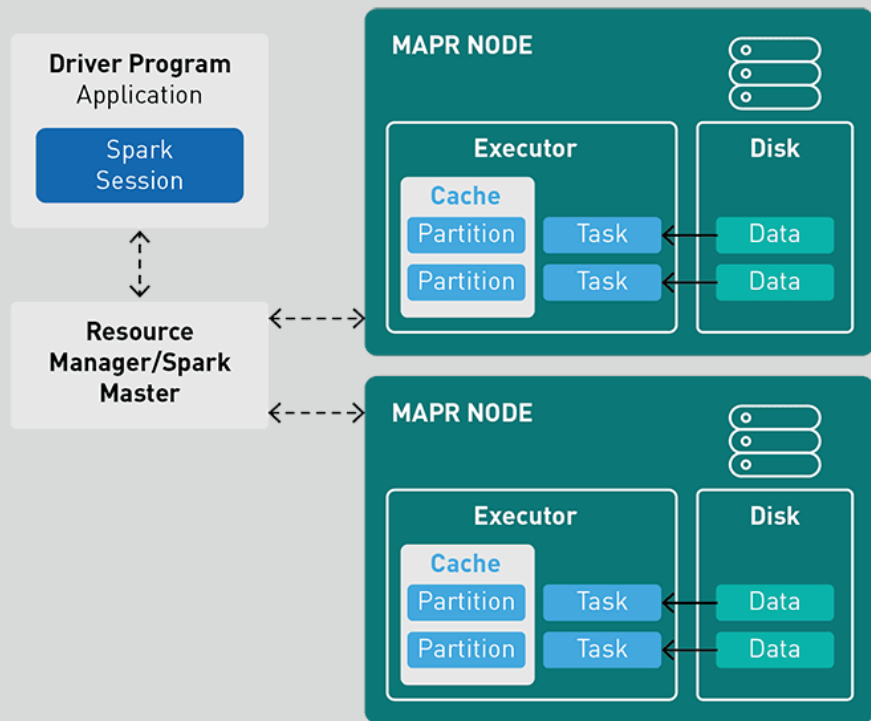 Driver Program
Application
Spark
Session
Resource
Manager/Spark
Master
MAPR NODE
Executor
Disk
Cache
Partition Task Data
Partition Task Data
MAPR NODE
Executor
Disk
Cache
Partition Task Data
Partition Task Data